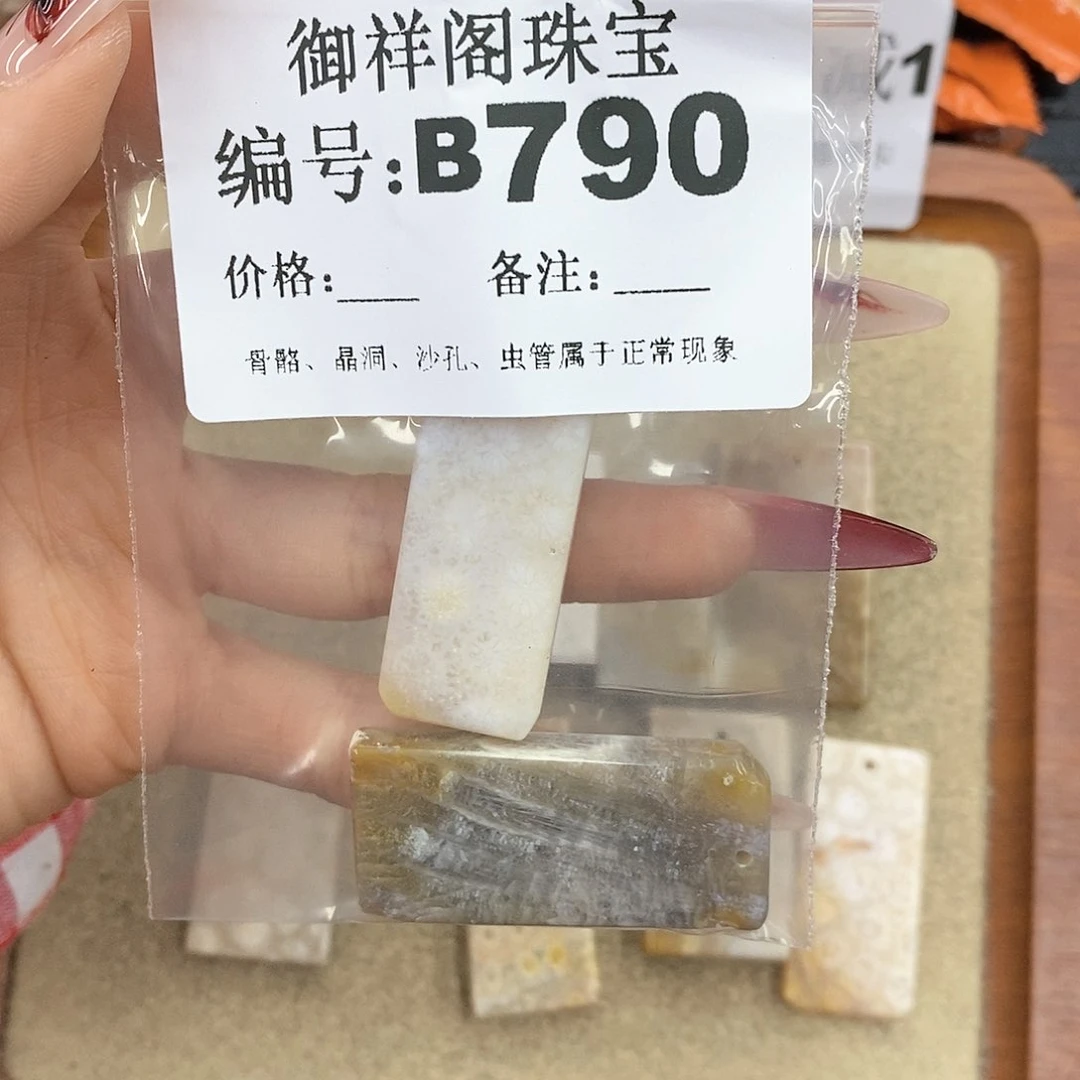 御祥阁珠宝
编号:B790
价格:____ 备注:____
骨骼、晶洞、沙孔、虫管属于正常现象